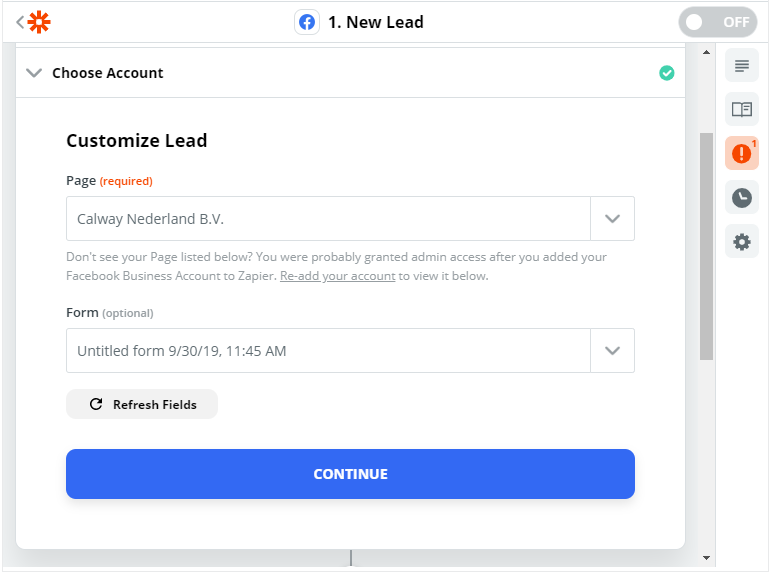 1. New Lead
OFF
Choose Account
1
Customize Lead
Page (required)
Calway Nederland B.V.
Don't see your Page listed below? You were probably granted admin access after you added your
Facebook Business Account to Zapier. Re-add your account to view it below.
Form (optional)
Untitled form 9/30/19, 11:45 AM
Refresh Fields
CONTINUE